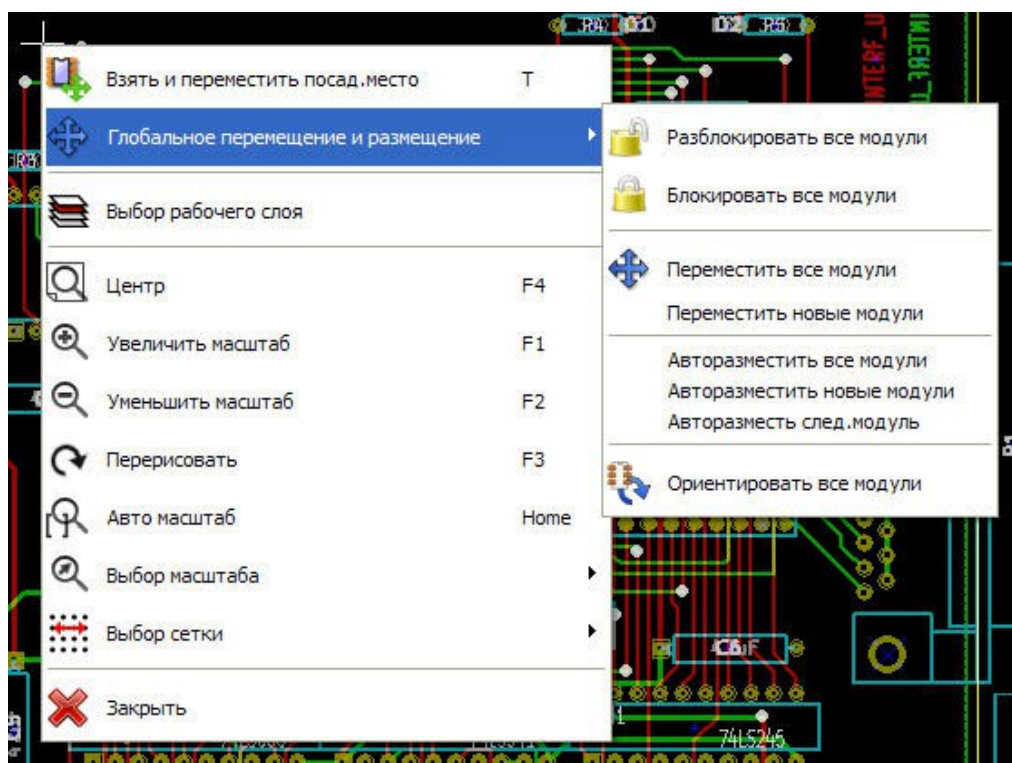 Взять и переместить посад.место T
Глобальное перемещение и размещение
Выбор рабочего слоя
Центр F4
Увеличить масштаб F1
Уменьшить масштаб F2
Перерисовать F3
Авто масштаб Home
Выбор масштаба
Выбор сетки
Закрыть
Разблокировать все модули
Блокировать все модули
Переместить все модули
Переместить новые модули
Авторазместить все модули
Авторазместить новые модули
Авторазместь след.модуль
Ориентировать все модули
INTERF_U
INTERF_U
74LS245